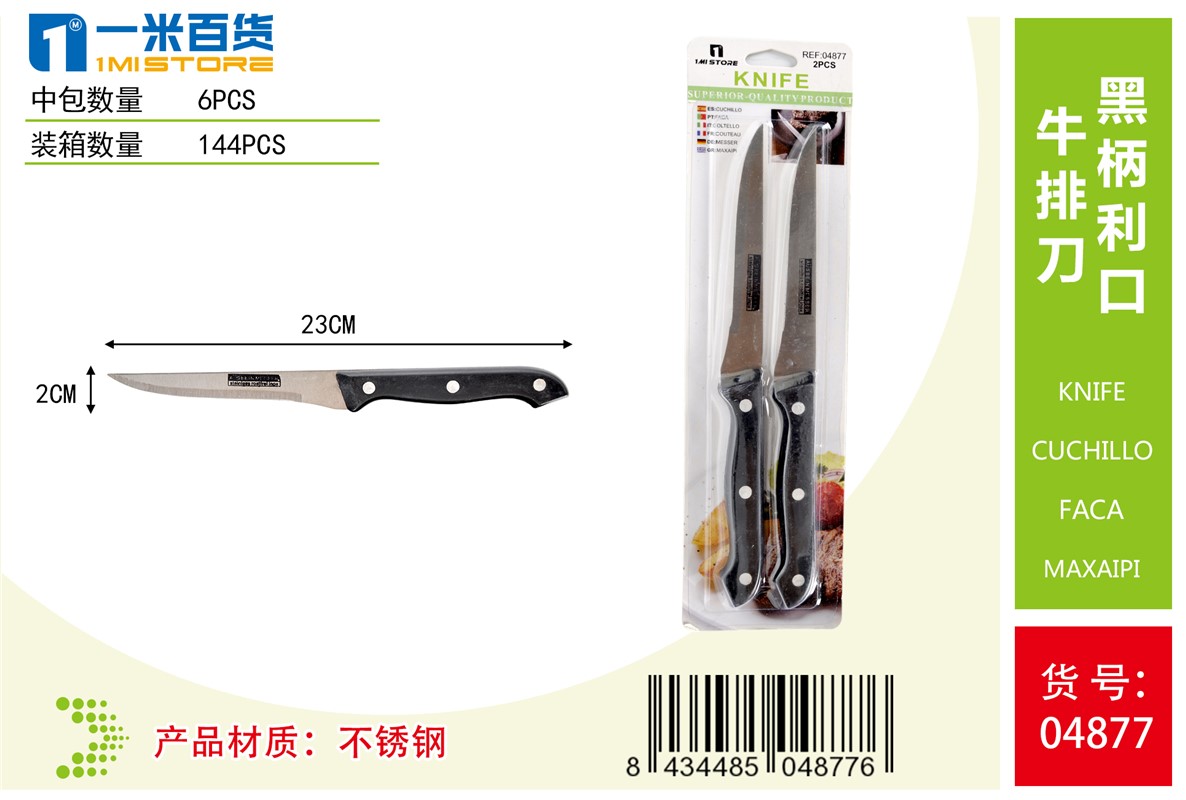 一米百货
1MI STORE
中包数量 6PCS
装箱数量 144PCS
23CM
2CM
1MI STORE
REF:04877
2PCS
KNIFE
SUPERIOR-QUALITY PRODUCT
ES:CUCHILLO
PT:FACA
IT:COLTELLO
FR:COUTEAU
DE:MESSER
GR:MAXAIPI
黑柄利口
牛排刀
KNIFE
CUCHILLO
FACA
MAXAIPI
货号:
04877
产品材质：不锈钢
8 434485 048776